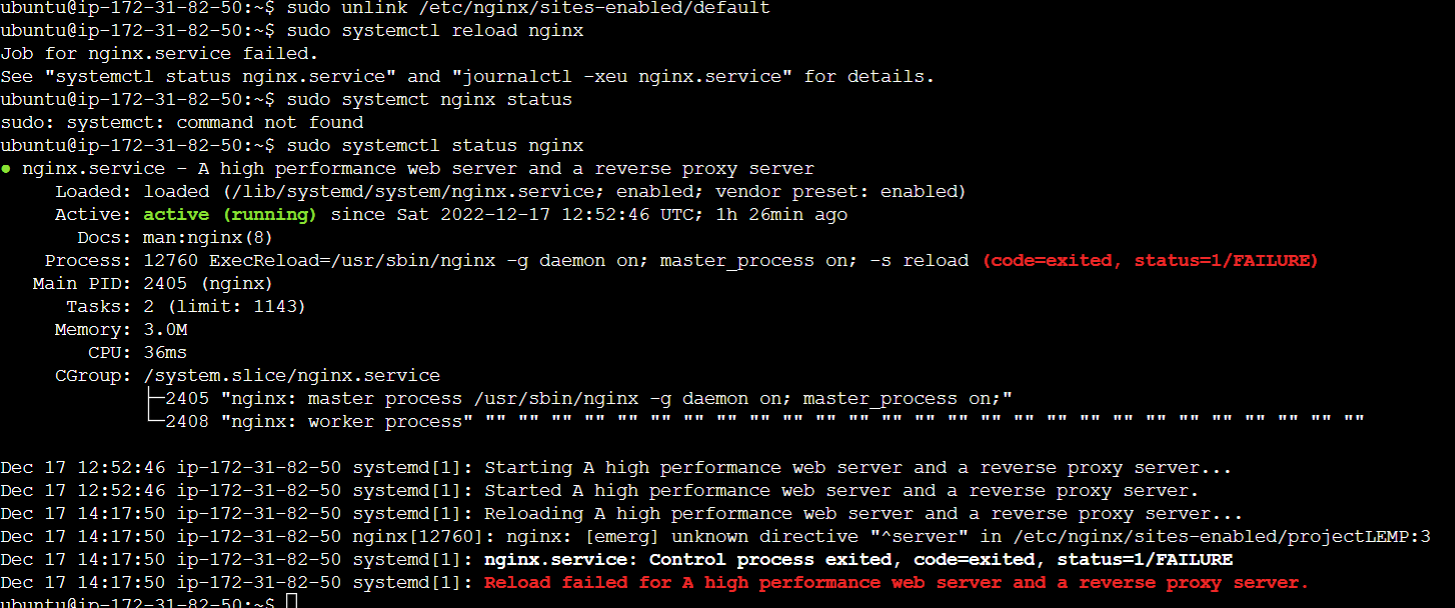 ubuntu@ip-172-31-82-50:~$ sudo unlink /etc/nginx/sites-enabled/default
ubuntu@ip-172-31-82-50:~$ sudo systemctl reload nginx
Job for nginx.service failed.
See "systemctl status nginx.service" and "journalctl -xeu nginx.service" for details.
ubuntu@ip-172-31-82-50:~$ sudo systemct nginx status
sudo: systemct: command not found
ubuntu@ip-172-31-82-50:~$ sudo systemctl status nginx
● nginx.service - A high performance web server and a reverse proxy server
Loaded: loaded (/lib/systemd/system/nginx.service; enabled; vendor preset: enabled)
Active: active (running) since Sat 2022-12-17 12:52:46 UTC; 1h 26min ago
Docs: man:nginx(8)
Process: 12760 ExecReload=/usr/sbin/nginx -g daemon on; master_process on; -s reload (code=exited, status=1/FAILURE)
Main PID: 2405 (nginx)
Tasks: 2 (limit: 1143)
Memory: 3.0M
CPU: 36ms
CGroup: /system.slice/nginx.service
├─2405 "nginx: master process /usr/sbin/nginx -g daemon on; master_process on;"
└─2408 "nginx: worker process" "" "" "" "" "" "" "" "" "" "" "" "" "" "" "" "" "" "" "" "" "" "" "" "" "" "" ""
Dec 17 12:52:46 ip-172-31-82-50 systemd[1]: Starting A high performance web server and a reverse proxy server...
Dec 17 12:52:46 ip-172-31-82-50 systemd[1]: Started A high performance web server and a reverse proxy server.
Dec 17 14:17:50 ip-172-31-82-50 systemd[1]: Reloading A high performance web server and a reverse proxy server...
Dec 17 14:17:50 ip-172-31-82-50 nginx[12760]: nginx: [emerg] unknown directive "^server" in /etc/nginx/sites-enabled/projectLEMP:3
Dec 17 14:17:50 ip-172-31-82-50 systemd[1]: nginx.service: Control process exited, code=exited, status=1/FAILURE
Dec 17 14:17:50 ip-172-31-82-50 systemd[1]: Reload failed for A high performance web server and a reverse proxy server.
ubuntu@ip-172-31-82-50:~$